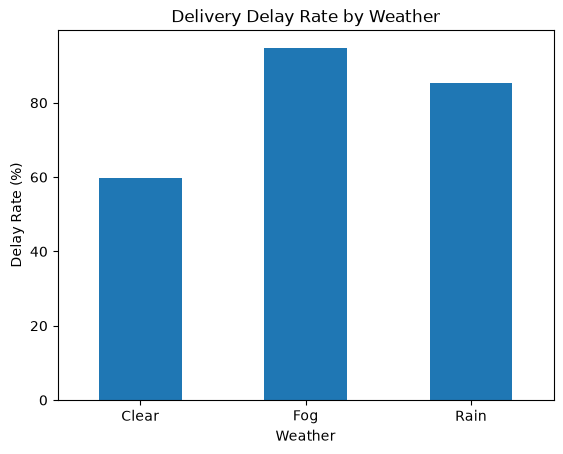 Delivery Delay Rate by Weather
Delay Rate (%)
80
60
40
20
0
Clear Fog Rain
Weather